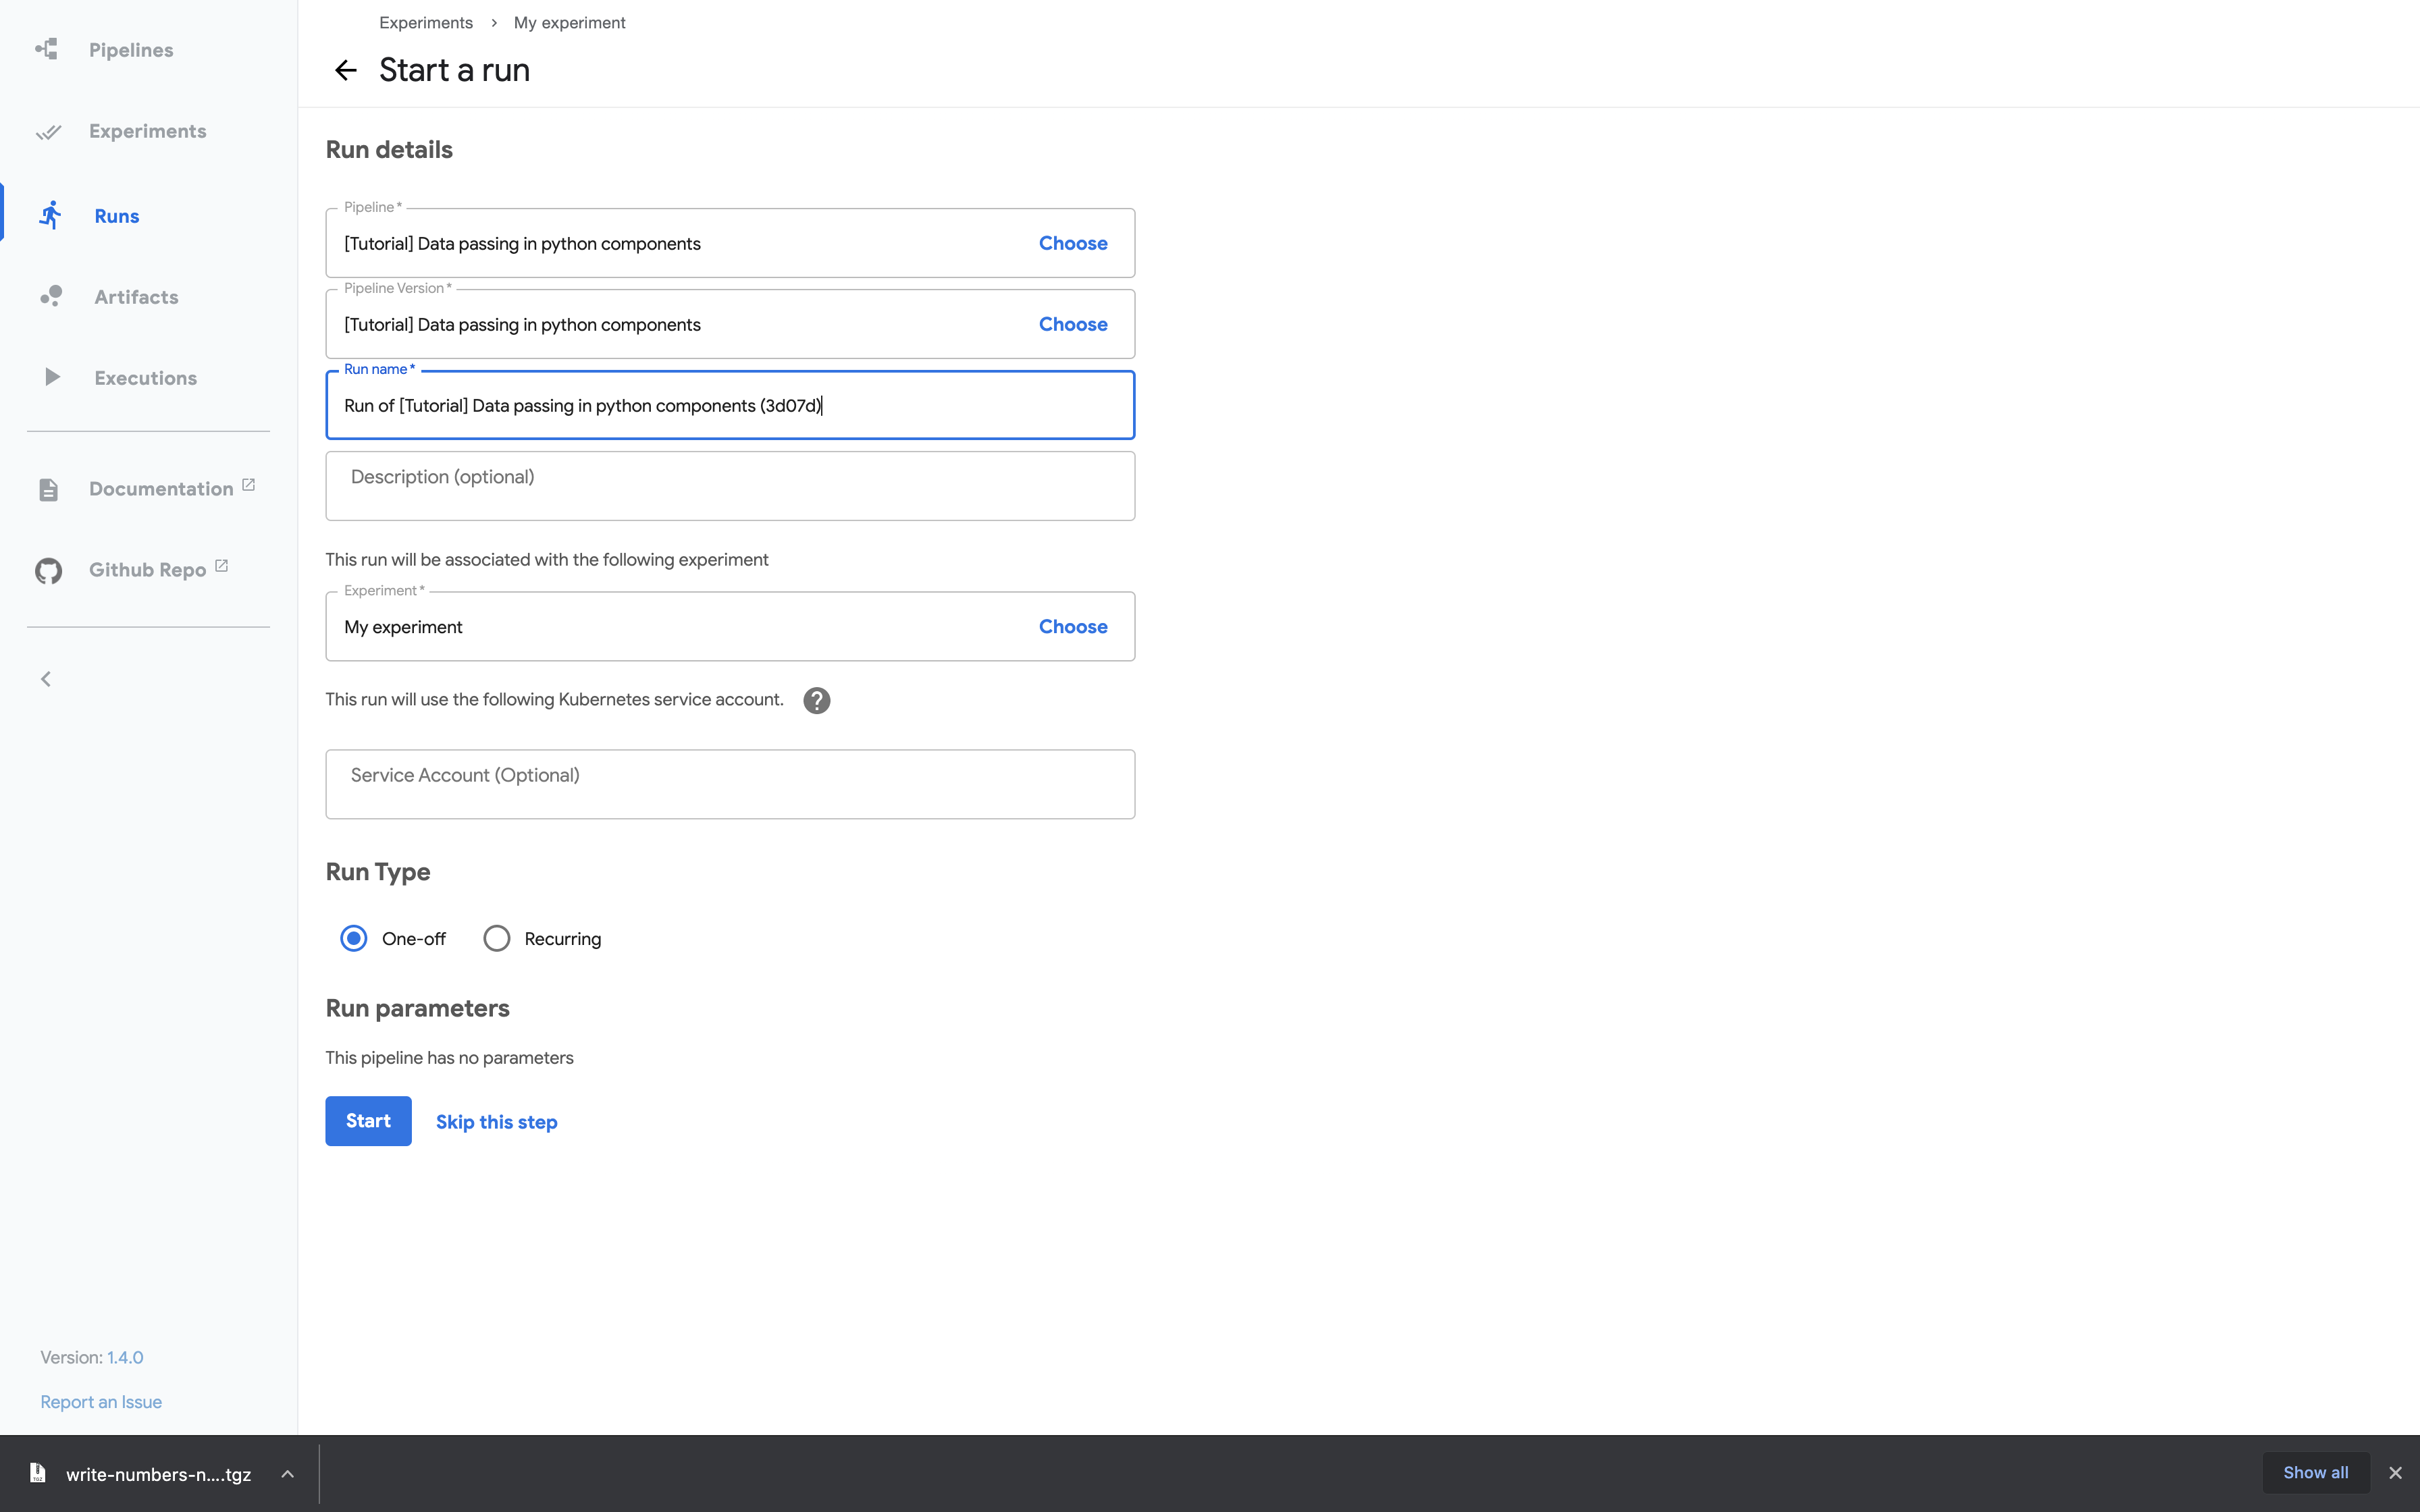 Pipelines
Experiments
Runs
Artifacts
Executions
Documentation
Github Repo
Version: 1.4.0
Report an Issue
Experiments > My experiment
Start a run
Run details
Pipeline *
[Tutorial] Data passing in python components
Choose
Pipeline Version *
[Tutorial] Data passing in python components
Choose
Run name *
Run of [Tutorial] Data passing in python components (3d07d)
Description (optional)
This run will be associated with the following experiment
Experiment *
My experiment
Choose
This run will use the following Kubernetes service account.
?
Service Account (Optional)
Run Type
One-off
Recurring
Run parameters
This pipeline has no parameters
Start
Skip this step
write-numbers-n....tgz
Show all